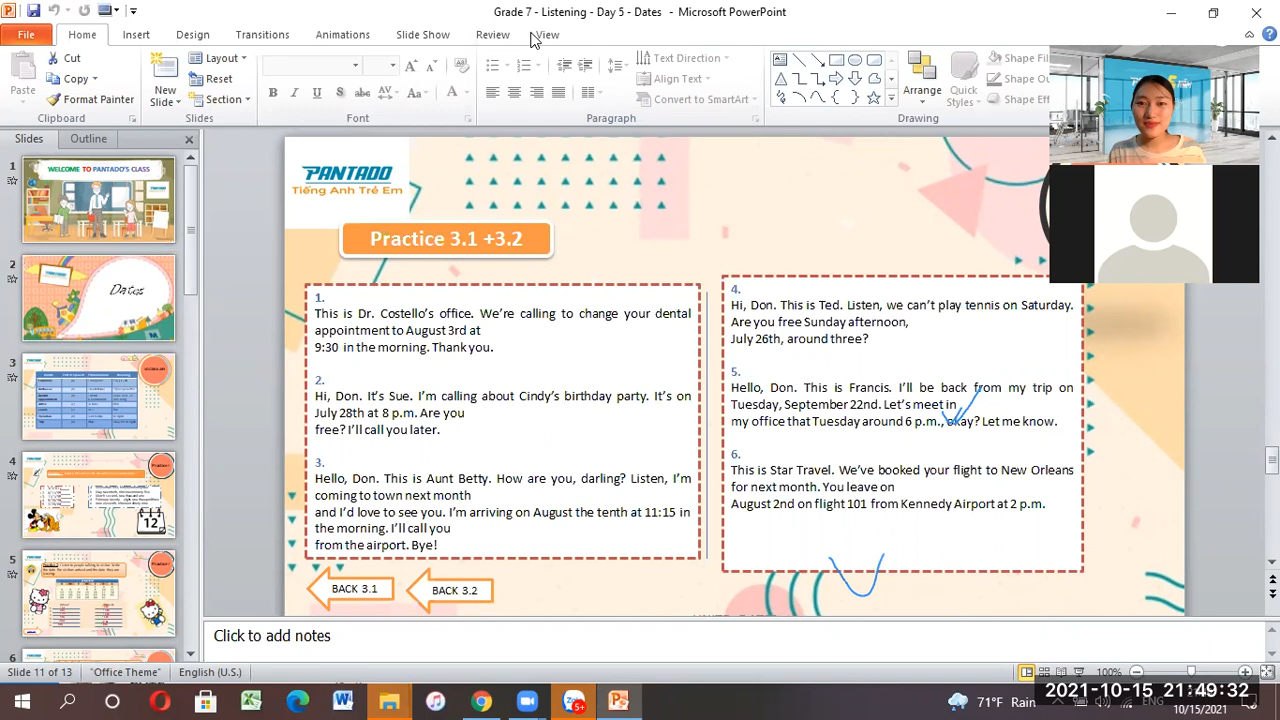 Grade 7 - Listening - Day 5 - Dates - Microsoft PowerPoint
File Home Insert Design Transitions Animations Slide Show Review View
Paste
Cut
Copy
Format Painter
Clipboard
New Slide
Layout
Reset
Section
Slides
Font
Text Direction
Align Text
Convert to SmartArt
Paragraph
Arrange
Quick Styles
Shape Fill
Shape Ou
Shape Effe
Drawing
Slides Outline
1
WELCOME TO PANTADO'S CLASS
2
Dates
3
4
12
5
6
PANTADO
Tiếng Anh Trẻ Em
Practice 3.1 +3.2
1.
This is Dr. Costello's office. We're calling to change your dental
appointment to August 3rd at
9:30 in the morning. Thank you.
2.
Hi, Don. It's Sue. I'm calling about Cindy's birthday party. It's on
July 28th at 8 p.m. Are you
free? I'll call you later.
3.
Hello, Don. This is Aunt Betty. How are you, darling? Listen, I'm
coming to town next month
and I'd love to see you. I'm arriving on August the tenth at 11:15 in
the morning. I'll call you
from the airport. Bye!
4.
Hi, Don. This is Ted. Listen, we can't play tennis on Saturday.
Are you free Sunday afternoon,
July 26th, around three?
5.
Hello, Don. This is Francis. I'll be back from my trip on
Tuesday, September 22nd. Let's meet in
my office that Tuesday around 6 p.m., okay? Let me know.
6.
This is Star Travel. We've booked your flight to New Orleans
for next month. You leave on
August 2nd on flight 101 from Kennedy Airport at 2 p.m.
BACK 3.1
BACK 3.2
Click to add notes
Slide 11 of 13 "Office Theme" English (U.S.) 100%
71°F Rain
ENG
2021-10-15 21:49:32
10/15/2021